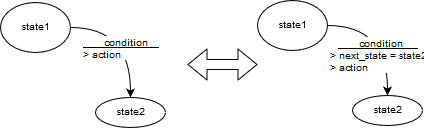 state1
condition
> action
state2
state1
condition
> next_state = state2
> action
state2